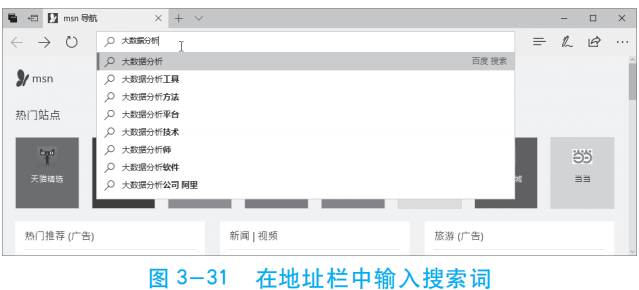 msn 导航
大数据分析
大数据分析 百度 搜索
大数据分析工具
大数据分析方法
大数据分析平台
大数据分析技术
大数据分析师
大数据分析软件
大数据分析公司 阿里
msn
热门站点
天猫精选
城
当当
当当
热门推荐 (广告)
新闻 | 视频
旅游 (广告)
图 3-31 在地址栏中输入搜索词